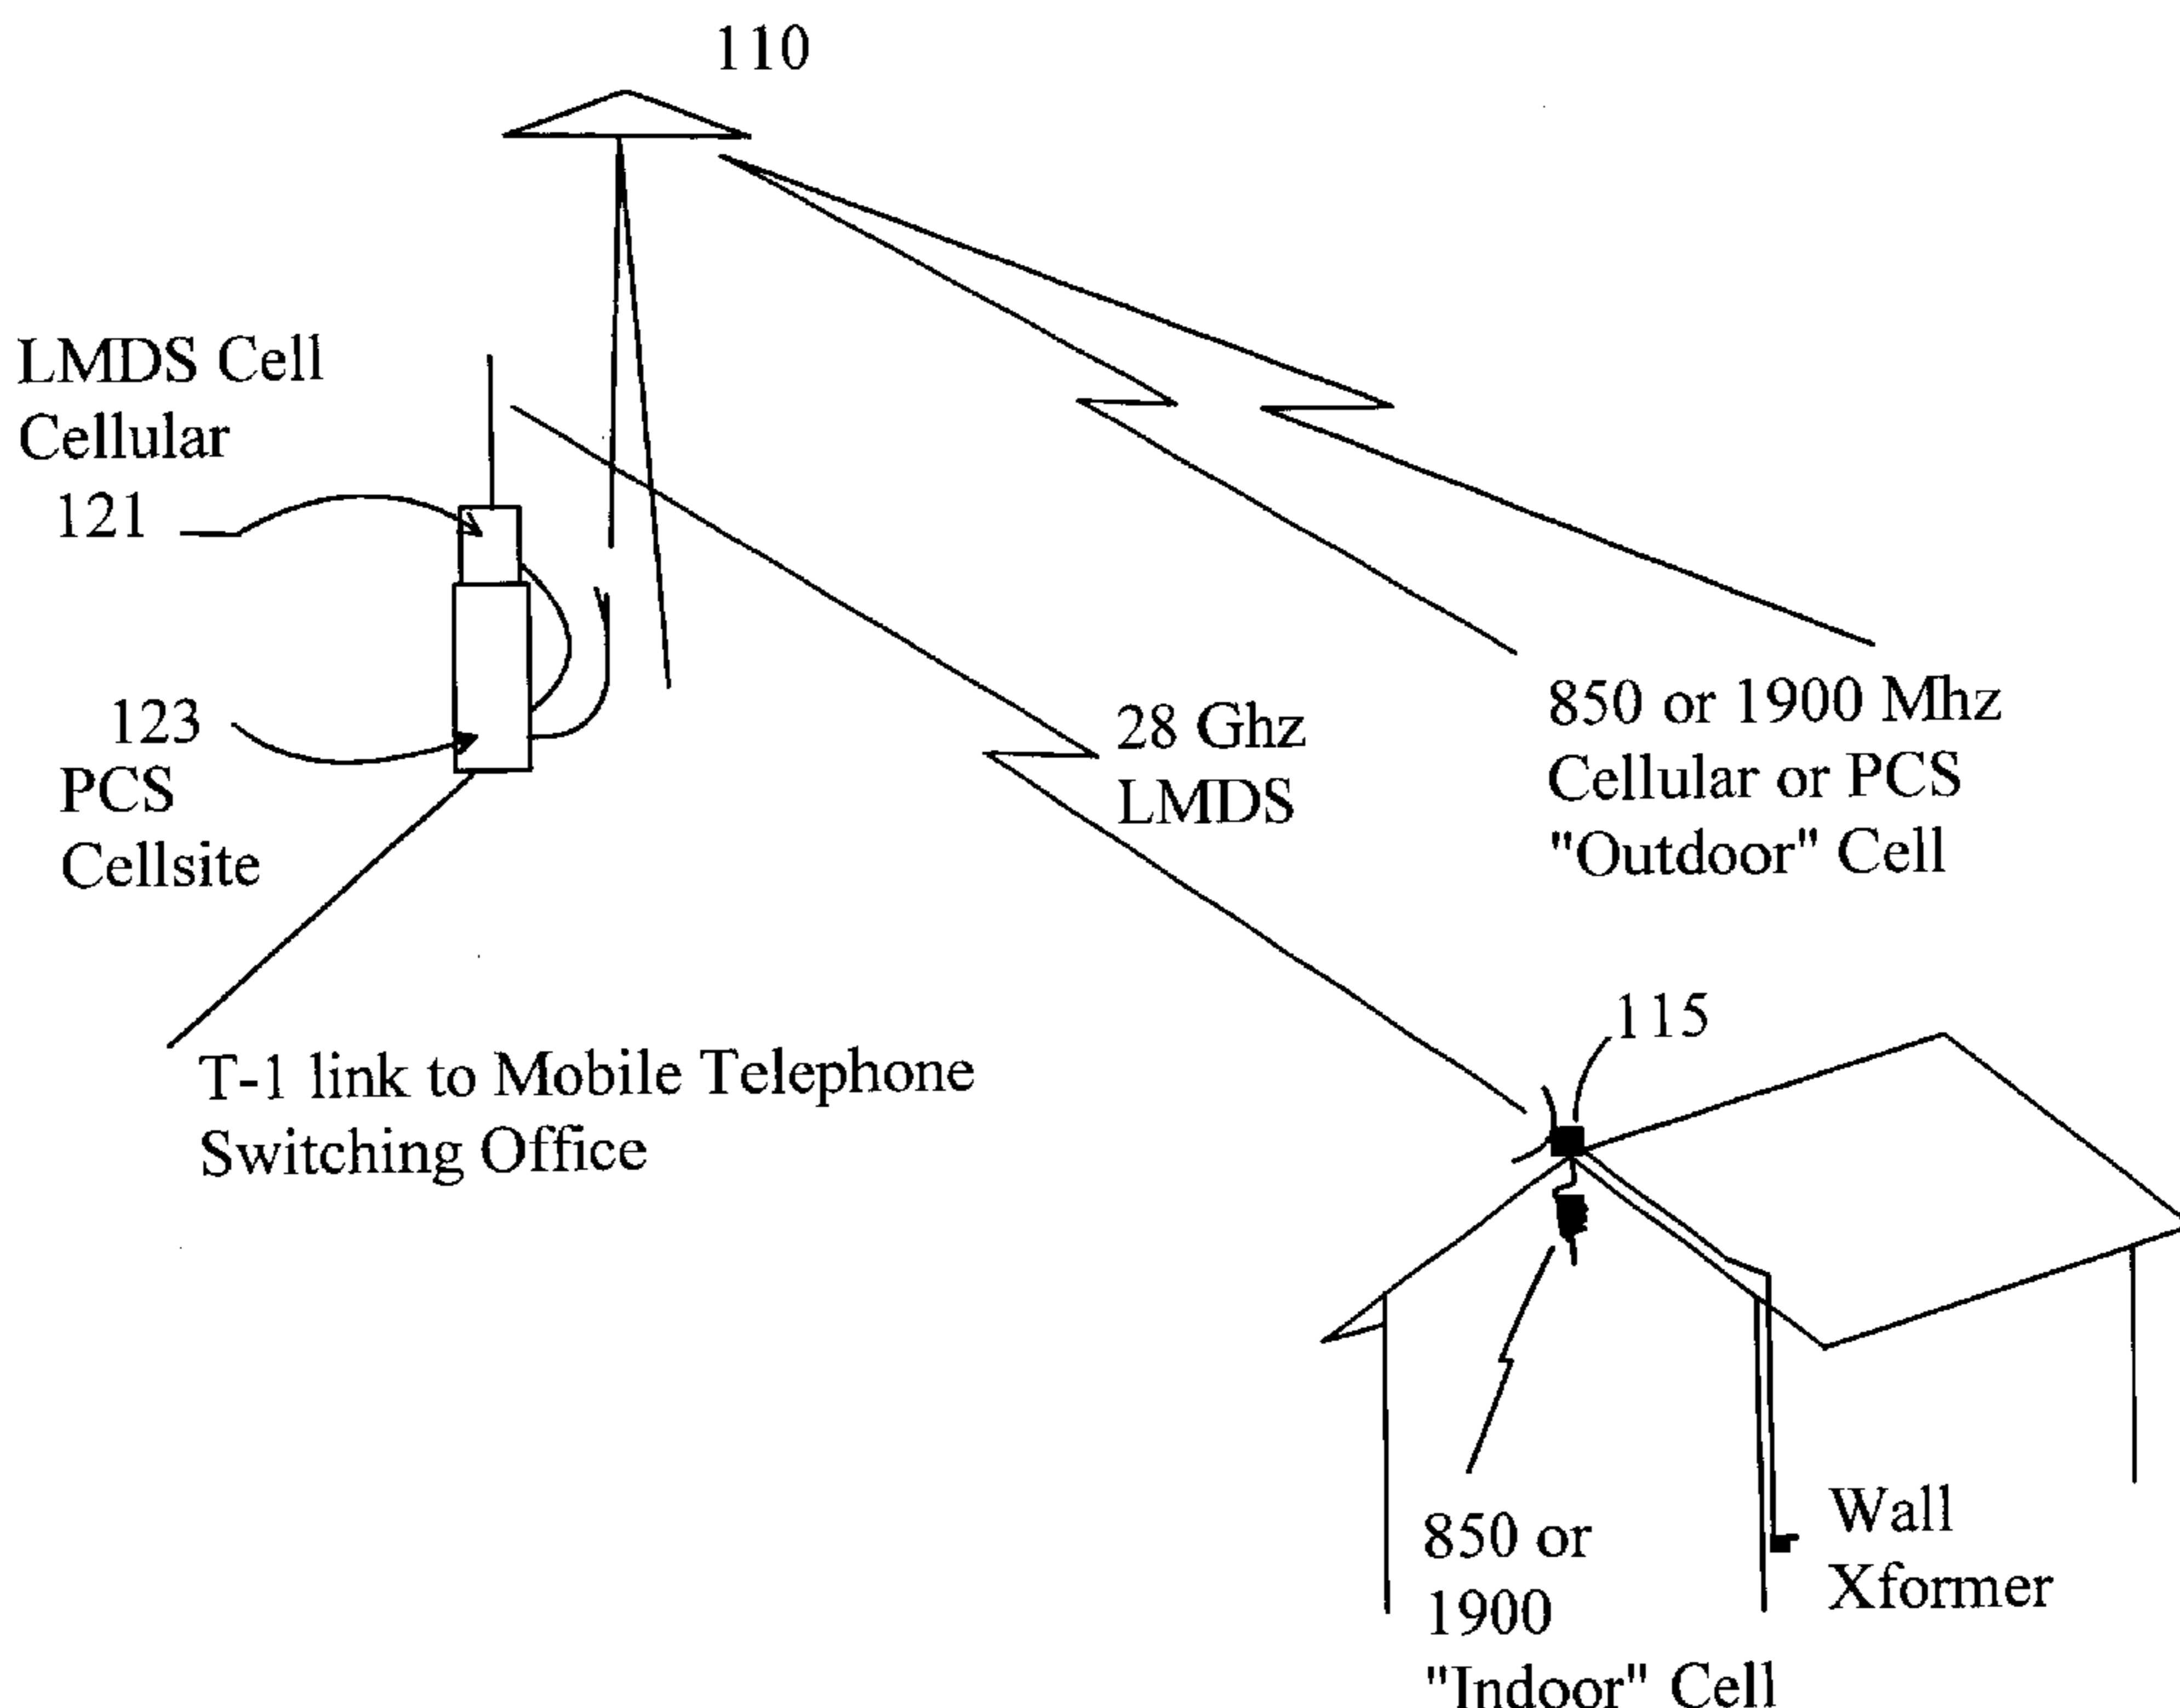 110
LMDS Cell
Cellular
121
123
PCS
Cellsite
28 Ghz
LMDS
850 or 1900 Mhz
Cellular or PCS
"Outdoor" Cell
T-1 link to Mobile Telephone
Switching Office
115
850 or
1900
"Indoor" Cell
Wall
Xformer